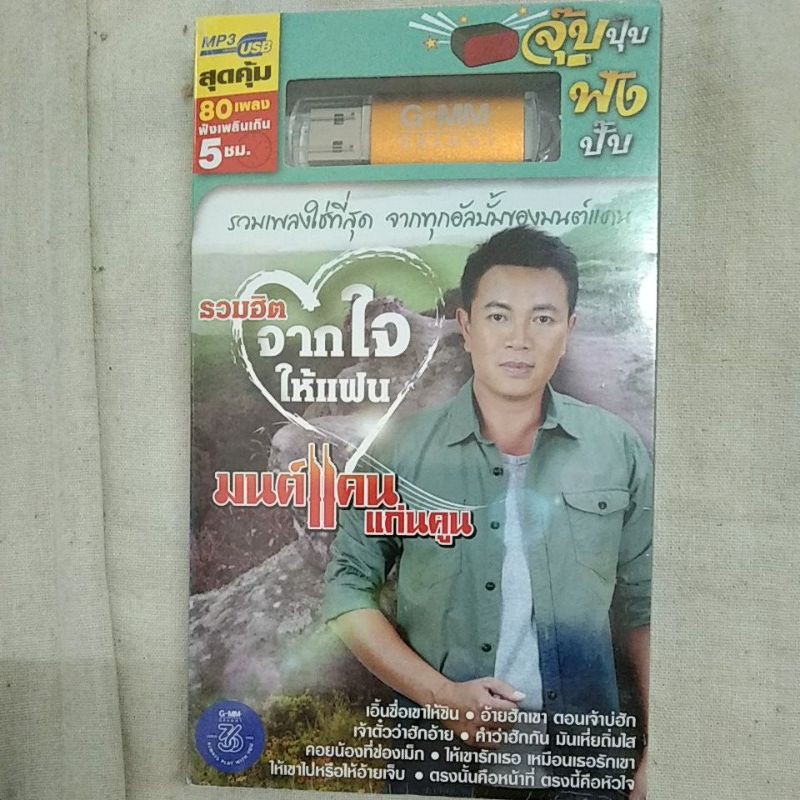 MP3 USB
สุดคุ้ม
80 เพลง
ฟังเพลินเกิน
5 ชม.
G-MM
GRAMMY
จุ๊บปุ๊บ
ฟังปั๊บ
รวมเพลงใช่ที่สุด จากทุกอัลบั้มของมนต์แคน
รวมฮิต
จากใจ
ให้แฟน
มนต์แคน
แก่นคูน
G-MM
GRAMMY
36
ALWAYS PLAY WITH YOU
เอิ้นชื่อเขาให้ชิน • อ้ายฮักเขา ตอนเจ้าบ่ฮัก
เจ้าตั๋วว่าฮักอ้าย • คำว่าฮักกัน มันเหี่ยถิ่มไส
คอยน้องที่ช่องเม็ก • ให้เขารักเธอ เหมือนเธอรักเขา
ให้เขาไปหรือให้อ้ายเจ็บ • ตรงนั้นคือหน้าที่ ตรงนี้คือหัวใจ